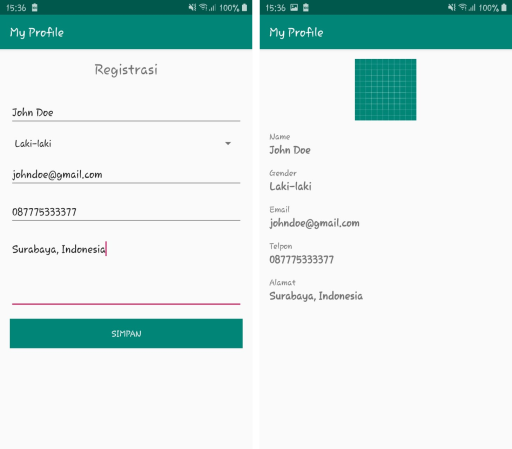 15:36
100%
My Profile
Registrasi
John Doe
Laki-laki
johndoe@gmail.com
087775333377
Surabaya, Indonesia
SIMPAN
15:36
100%
My Profile
Name
John Doe
Gender
Laki-laki
Email
johndoe@gmail.com
Telpon
087775333377
Alamat
Surabaya, Indonesia